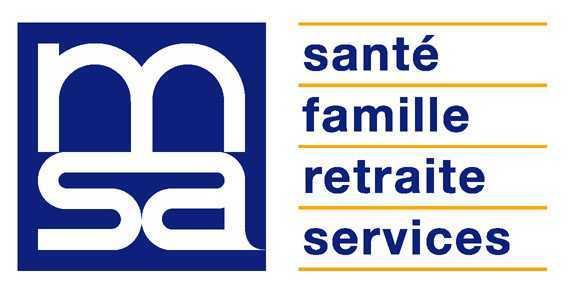 msa
santé
famille
retraite
services